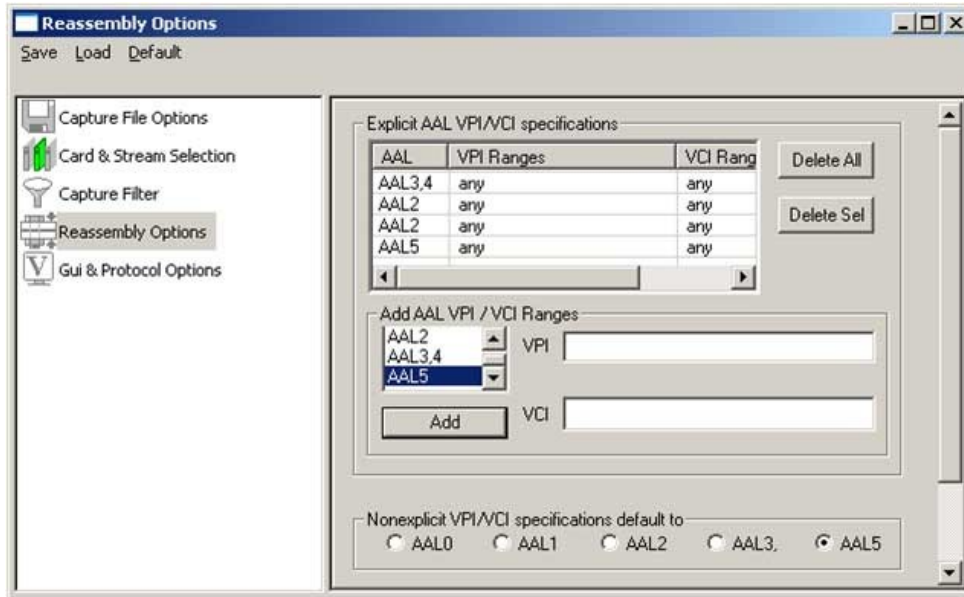 Reassembly Options
Save Load Default
Capture File Options
Card & Stream Selection
Capture Filter
Reassembly Options
V Gui & Protocol Options
Explicit AAL VPI/VCI specifications
AAL VPI Ranges VCI Rang
AAL3,4 any any
AAL2 any any
AAL2 any any
AAL5 any any
Delete All
Delete Sel
Add AAL VPI / VCI Ranges
AAL2
AAL3,4
AAL5
VPI
Add
VCI
Nonexplicit VPI/VCI specifications default to
AAL0 AAL1 AAL2 AAL3, AAL5